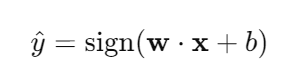 ŷ = sign(w · x + b)